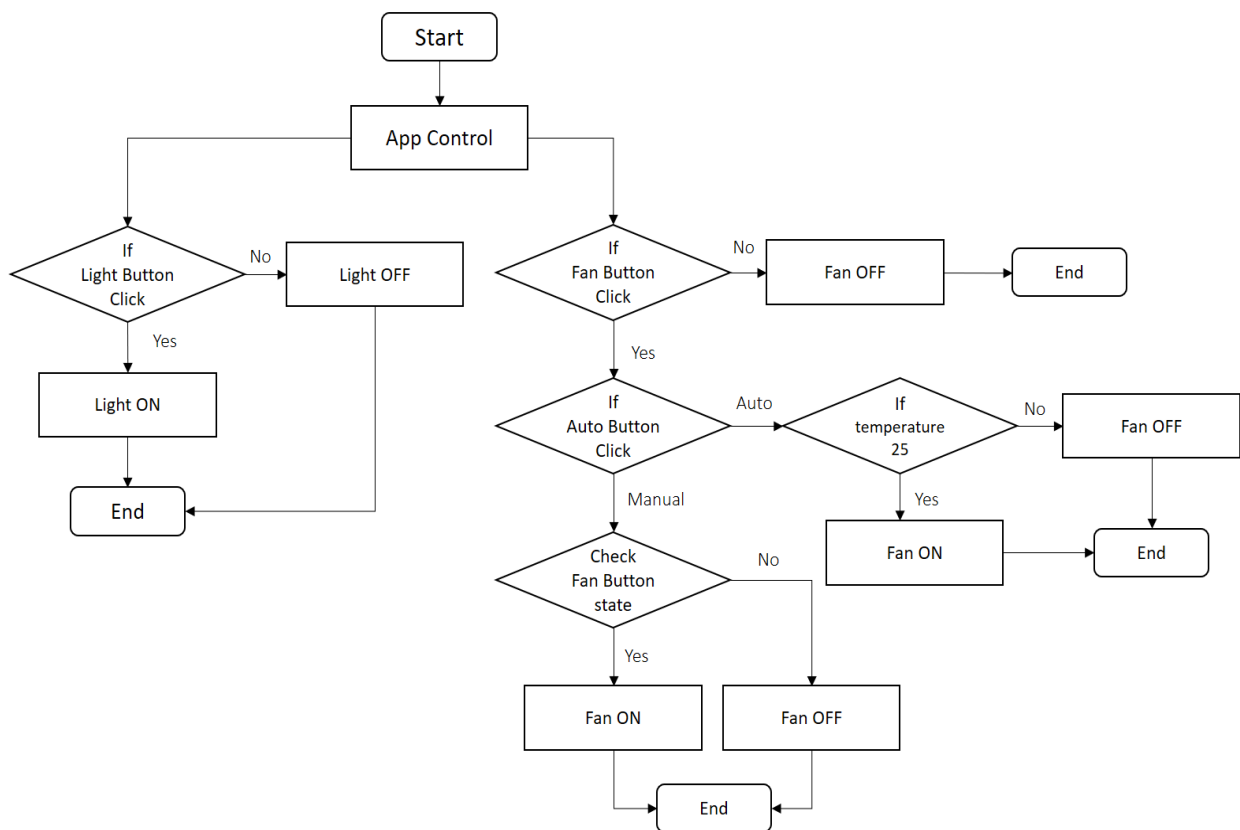 Start
App Control
If
Light Button
Click
No
Light OFF
Yes
Light ON
End
If
Fan Button
Click
No
Fan OFF
End
Yes
If
Auto Button
Click
Auto
If
temperature
25
No
Fan OFF
Yes
Fan ON
End
Manual
Check
Fan Button
state
No
Yes
Fan ON
Fan OFF
End